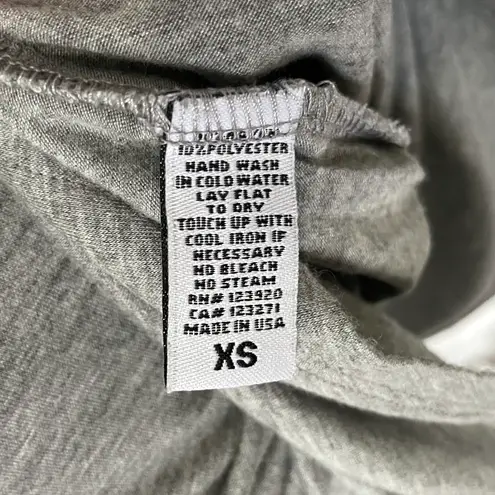 10%POLYESTER
HAND WASH
IN COLD WATER
LAY FLAT
TO DRY
TOUCH UP WITH
COOL IRON IF
NECESSARY
NO BLEACH
NO STEAM
RN# 123920
CA# 123271
MADE IN USA
XS